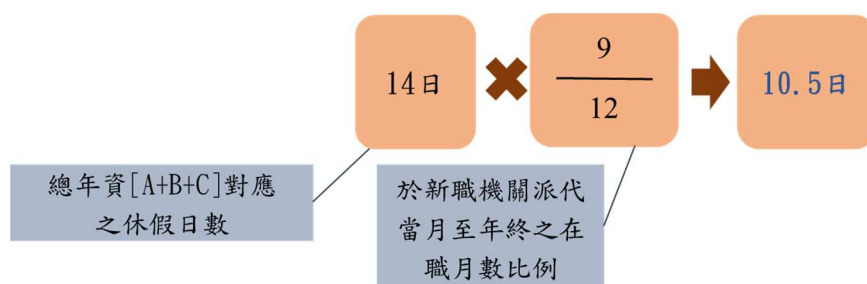 14日
9
12
10.5日
總年資[A+B+C]對應
之休假日數
於新職機關派代
當月至年終之在
職月數比例